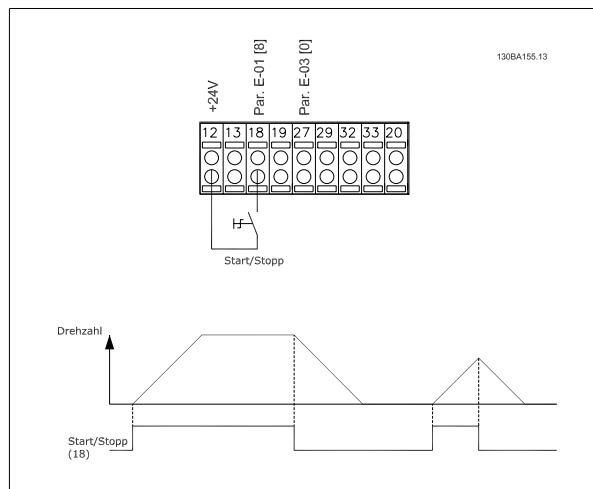 130BA155.13
+24V
Par. E-01 [8]
Par. E-03 [0]
12 13 18 19 27 29 32 33 20
Start/Stopp
Drehzahl
Start/Stopp
(18)